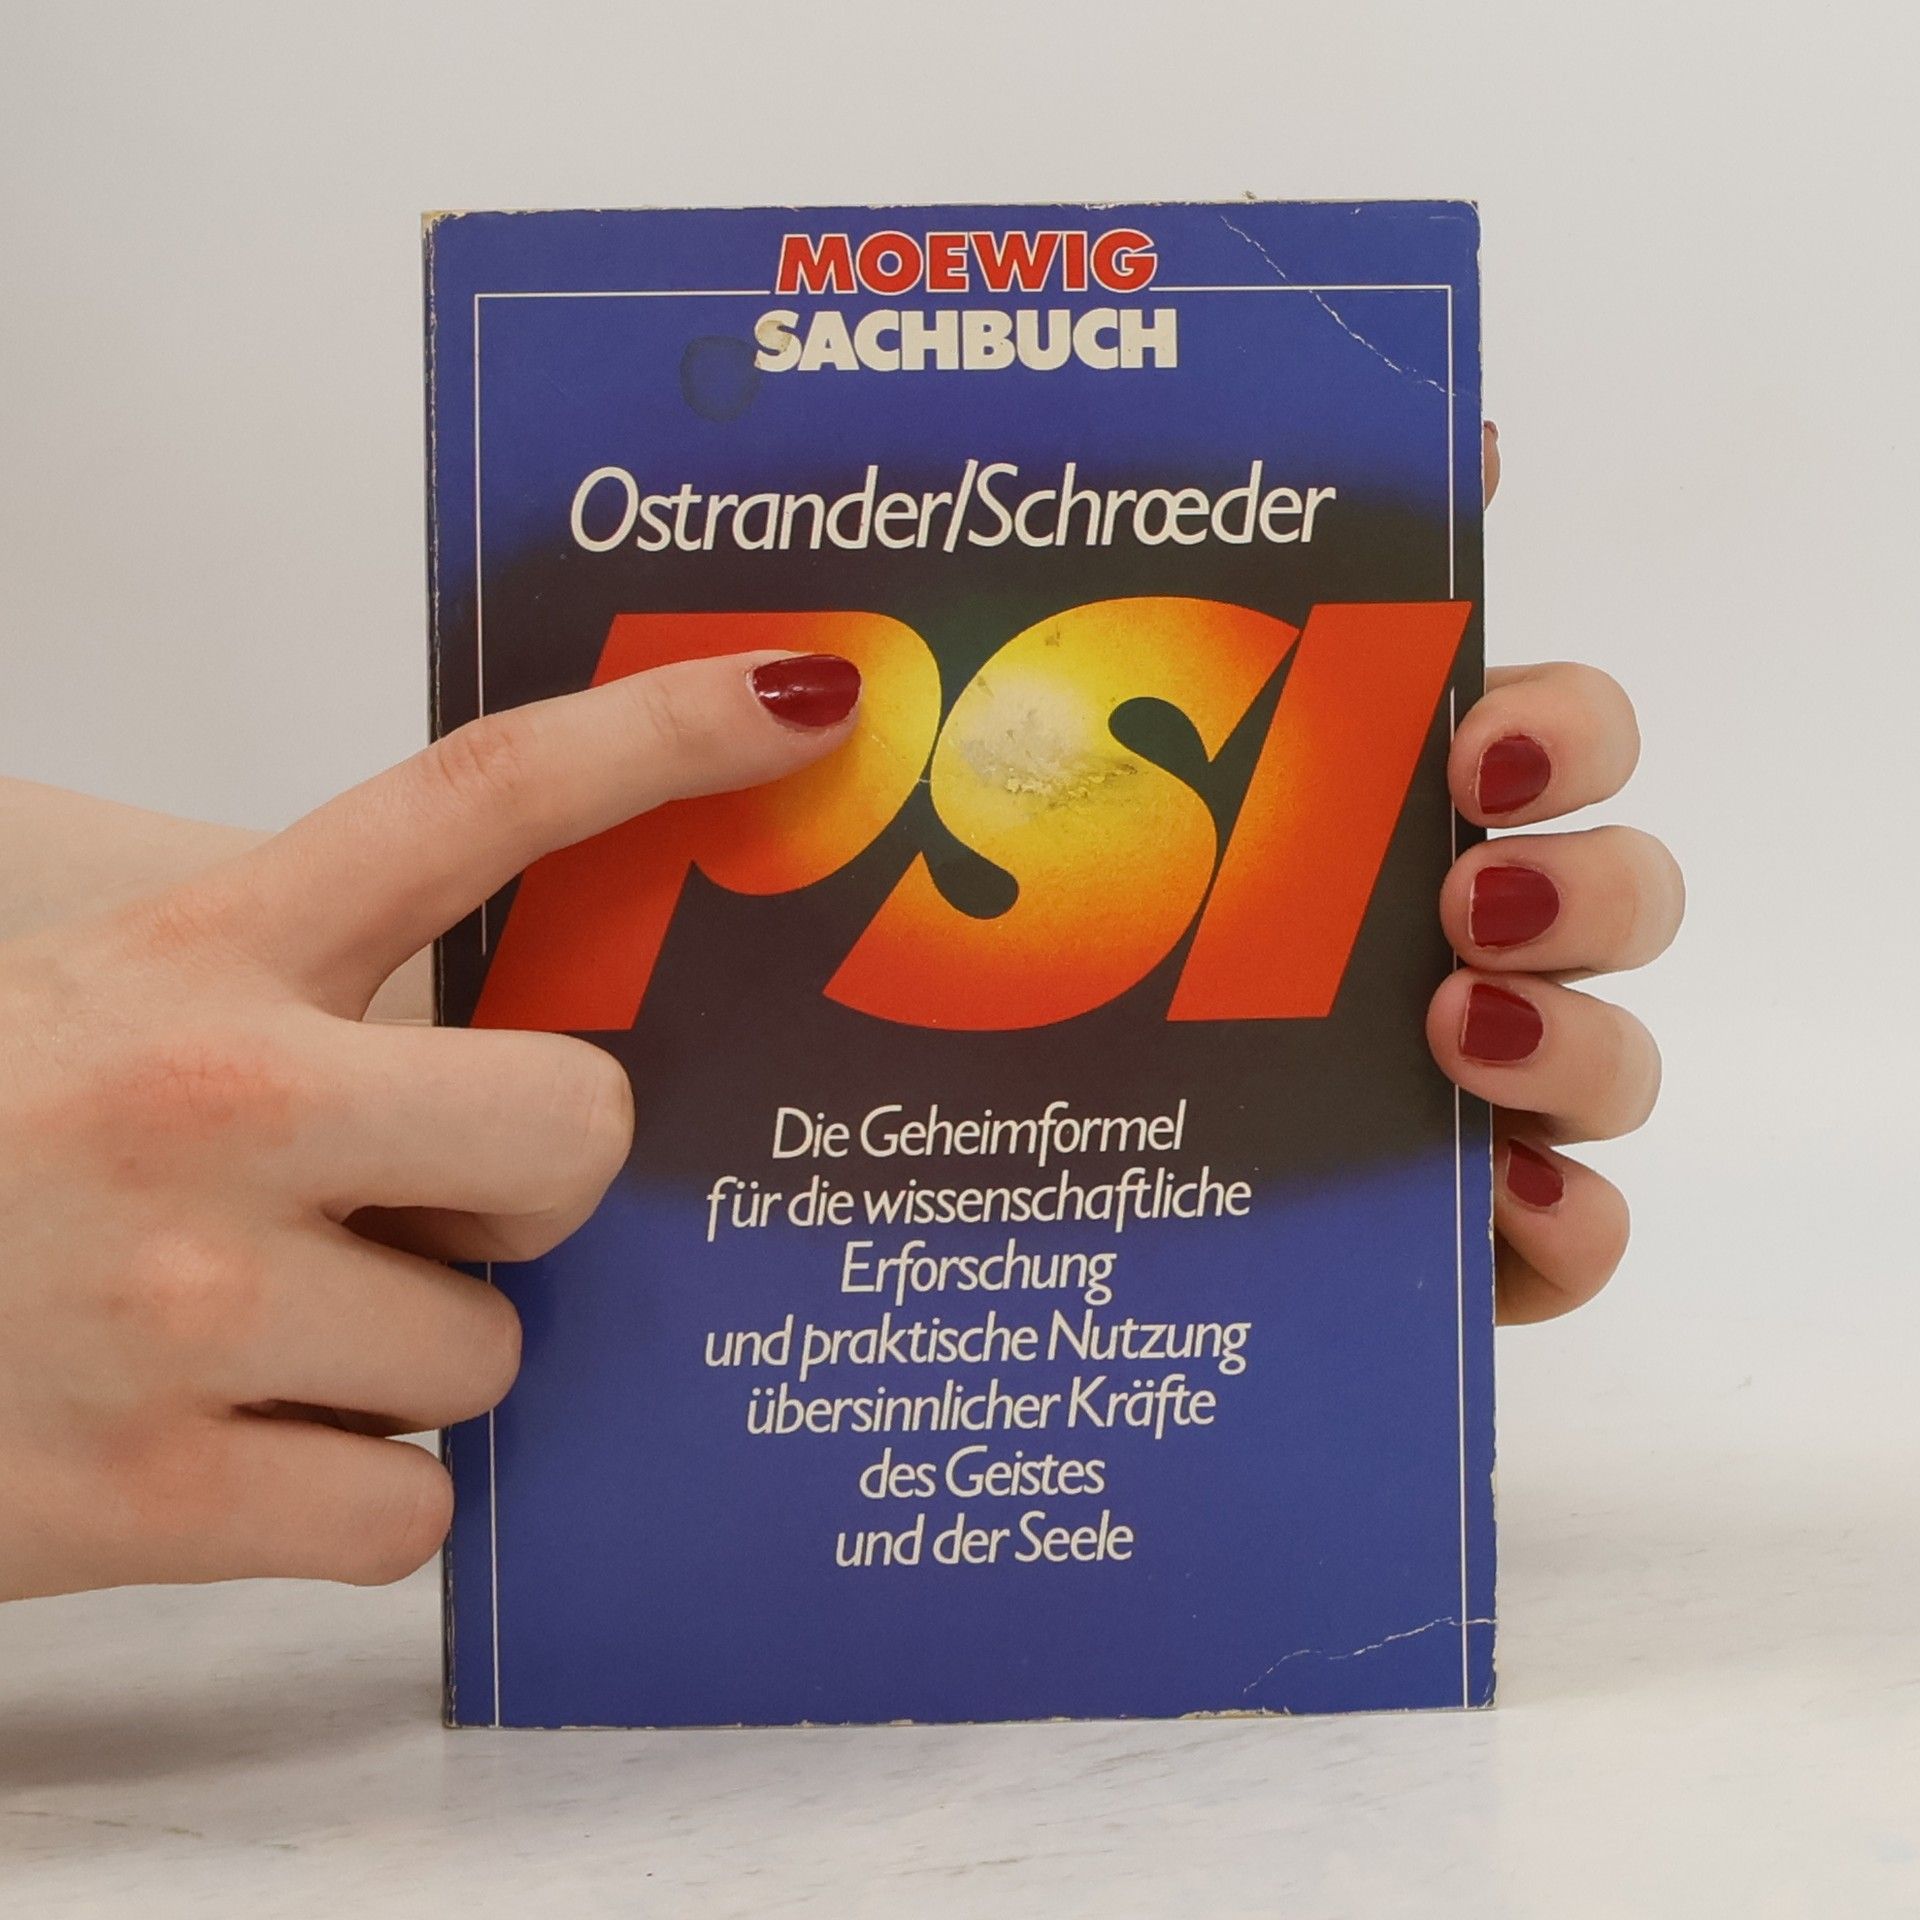 MOEWIG
SACHBUCH
Ostrander/Schrœder
PSI
Die Geheimformel
für die wissenschaftliche
Erforschung
und praktische Nutzung
übersinnlicher Kräfte
des Geistes
und der Seele